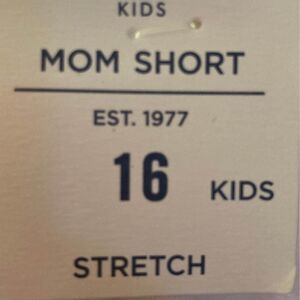 KIDS
MOM SHORT
EST. 1977
16 KIDS
STRETCH